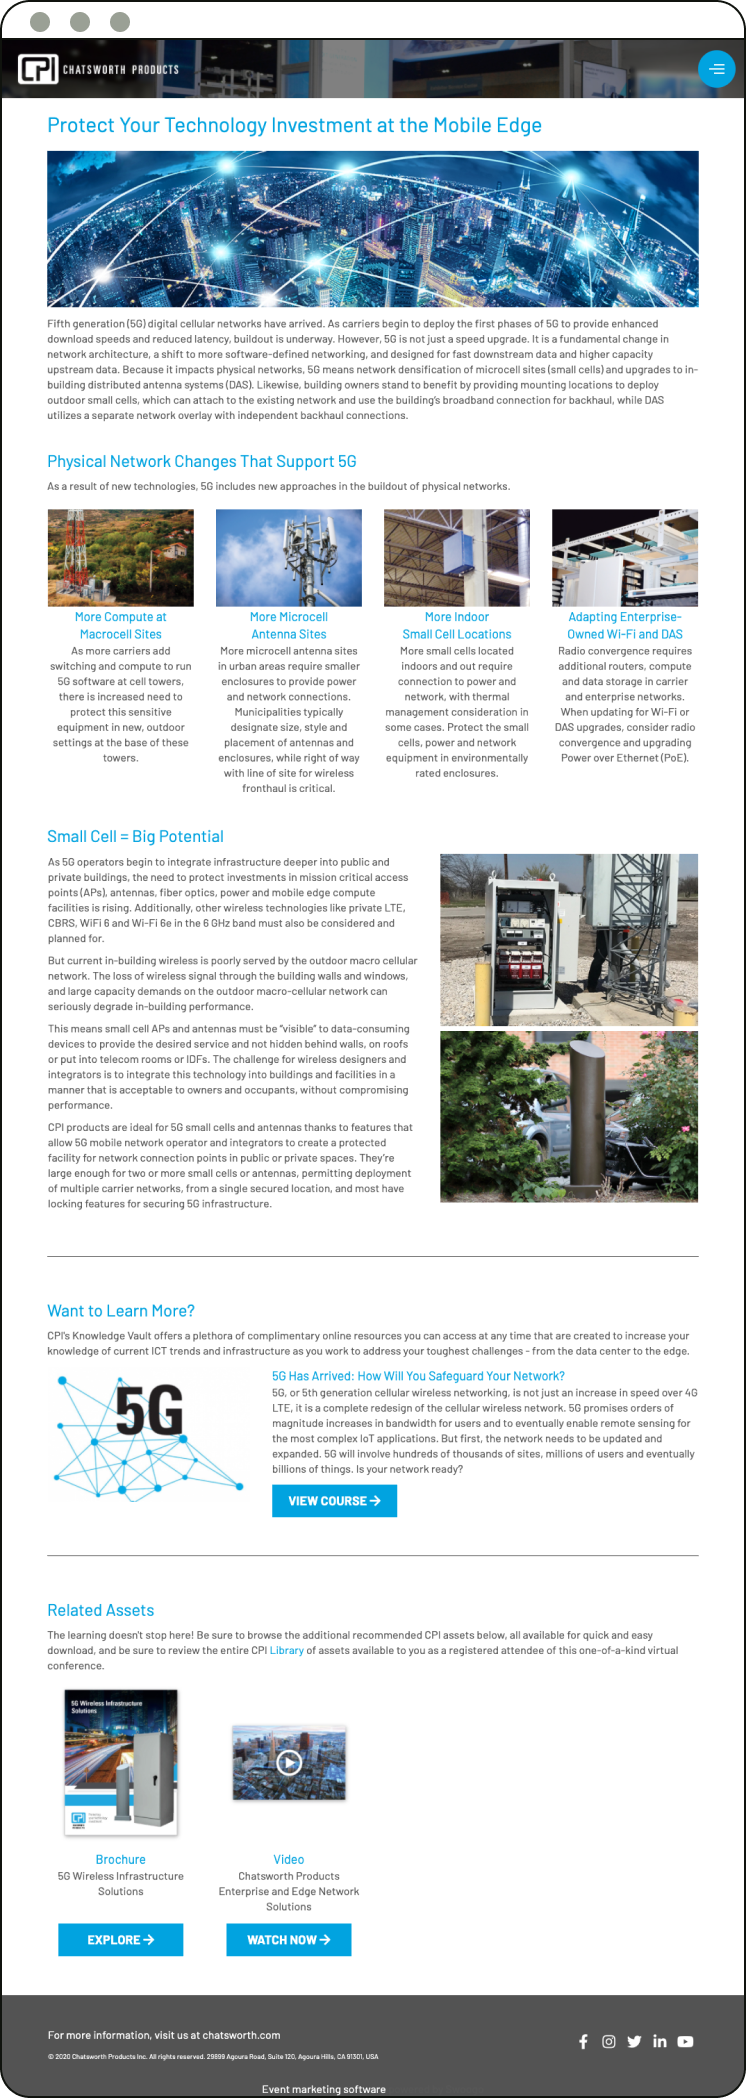 CPI CHATSWORTH PRODUCTS
Protect Your Technology Investment at the Mobile Edge
Fifth generation (5G) digital cellular networks have arrived. As carriers begin to deploy the first phases of 5G to provide enhanced
download speeds and reduced latency, buildout is underway. However, 5G is not just a speed upgrade. It is a fundamental change in
network architecture, a shift to more software-defined networking, and designed for fast downstream data and higher capacity
upstream data. Because it impacts physical networks, 5G means network densification of microcell sites (small cells) and upgrades to in-
building distributed antenna systems (DAS). Likewise, building owners stand to benefit by providing mounting locations to deploy
outdoor small cells, which can attach to the existing network and use the building's broadband connection for backhaul, while DAS
utilizes a separate network overlay with independent backhaul connections.
Physical Network Changes That Support 5G
As a result of new technologies, 5G includes new approaches in the buildout of physical networks.
More Compute at
Macrocell Sites
As more carriers add
switching and compute to run
5G software at cell towers,
there is increased need to
protect this sensitive
equipment in new, outdoor
settings at the base of these
towers.
More Microcell
Antenna Sites
More microcell antenna sites
in urban areas require smaller
enclosures to provide power
and network connections.
Municipalities typically
designate size, style and
placement of antennas and
enclosures, while right of way
with line of site for wireless
fronthaul is critical.
More Indoor
Small Cell Locations
More small cells located
indoors and out require
connection to power and
network, with thermal
management consideration in
some cases. Protect the small
cells, power and network
equipment in environmentally
rated enclosures.
Adapting Enterprise-
Owned Wi-Fi and DAS
Radio convergence requires
additional routers, compute
and data storage in carrier
and enterprise networks.
When updating for Wi-Fi or
DAS upgrades, consider radio
convergence and upgrading
Power over Ethernet (PoE).
Small Cell = Big Potential
As 5G operators begin to integrate infrastructure deeper into public and
private buildings, the need to protect investments in mission critical access
points (APs), antennas, fiber optics, power and mobile edge compute
facilities is rising. Additionally, other wireless technologies like private LTE,
CBRS, WiFi 6 and Wi-Fi 6e in the 6 GHz band must also be considered and
planned for.
But current in-building wireless is poorly served by the outdoor macro cellular
network. The loss of wireless signal through the building walls and windows,
and large capacity demands on the outdoor macro-cellular network can
seriously degrade in-building performance.
This means small cell APs and antennas must be "visible" to data-consuming
devices to provide the desired service and not hidden behind walls, on roofs
or put into telecom rooms or IDFs. The challenge for wireless designers and
integrators is to integrate this technology into buildings and facilities in a
manner that is acceptable to owners and occupants, without compromising
performance.
CPI products are ideal for 5G small cells and antennas thanks to features that
allow 5G mobile network operator and integrators to create a protected
facility for network connection points in public or private spaces. They're
large enough for two or more small cells or antennas, permitting deployment
of multiple carrier networks, from a single secured location, and most have
locking features for securing 5G infrastructure.
Want to Learn More?
CPI's Knowledge Vault offers a plethora of complimentary online resources you can access at any time that are created to increase your
knowledge of current ICT trends and infrastructure as you work to address your toughest challenges - from the data center to the edge.
5G
5G Has Arrived: How Will You Safeguard Your Network?
5G, or 5th generation cellular wireless networking, is not just an increase in speed over 4G
LTE, it is a complete redesign of the cellular wireless network. 5G promises orders of
magnitude increases in bandwidth for users and to eventually enable remote sensing for
the most complex IoT applications. But first, the network needs to be updated and
expanded. 5G will involve hundreds of thousands of sites, millions of users and eventually
billions of things. Is your network ready?
VIEW COURSE →
Related Assets
The learning doesn't stop here! Be sure to browse the additional recommended CPI assets below, all available for quick and easy
download, and be sure to review the entire CPI Library of assets available to you as a registered attendee of this one-of-a-kind virtual
conference.
5G Wireless Infrastructure
Solutions
CPI
Brochure
5G Wireless Infrastructure
Solutions
EXPLORE →
Video
Chatsworth Products
Enterprise and Edge Network
Solutions
WATCH NOW →
For more information, visit us at chatsworth.com
© 2020 Chatsworth Products Inc. All rights reserved. 29899 Agoura Road, Suite 120, Agoura Hills, CA 91301, USA
Event marketing software